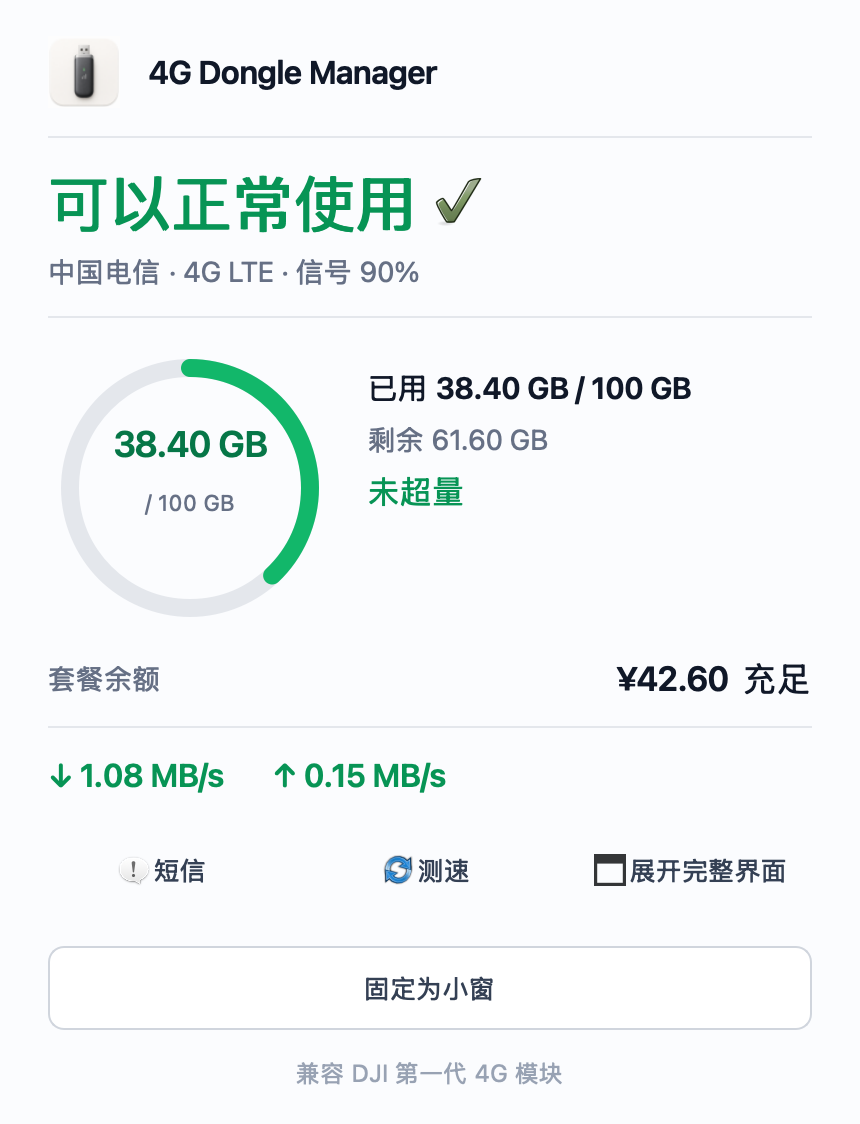 4G Dongle Manager
可以正常使用 ✔
中国电信 · 4G LTE · 信号 90%
38.40 GB
/ 100 GB
已用 38.40 GB / 100 GB
剩余 61.60 GB
未超量
套餐余额 ¥42.60 充足
↓ 1.08 MB/s ↑ 0.15 MB/s
短信 测速 展开完整界面
固定为小窗
兼容 DJI 第一代 4G 模块